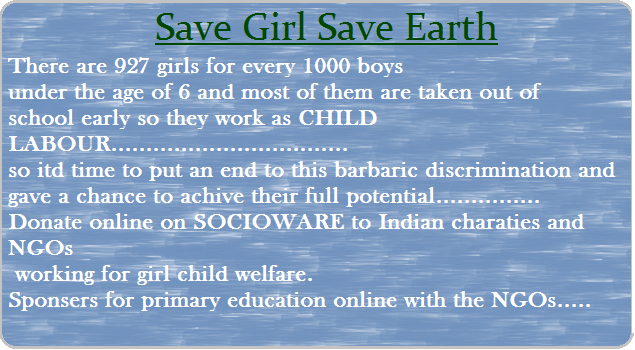 Save Girl Save Earth
There are 927 girls for every 1000 boys
under the age of 6 and most of them are taken out of
school early so they work as CHILD
LABOUR..................................
so itd time to put an end to this barbaric discrimination and
gave a chance to achive their full potential...............
Donate online on SOCIOWARE to Indian charaties and
NGOs
working for girl child welfare.
Sponsers for primary education online with the NGOs.....